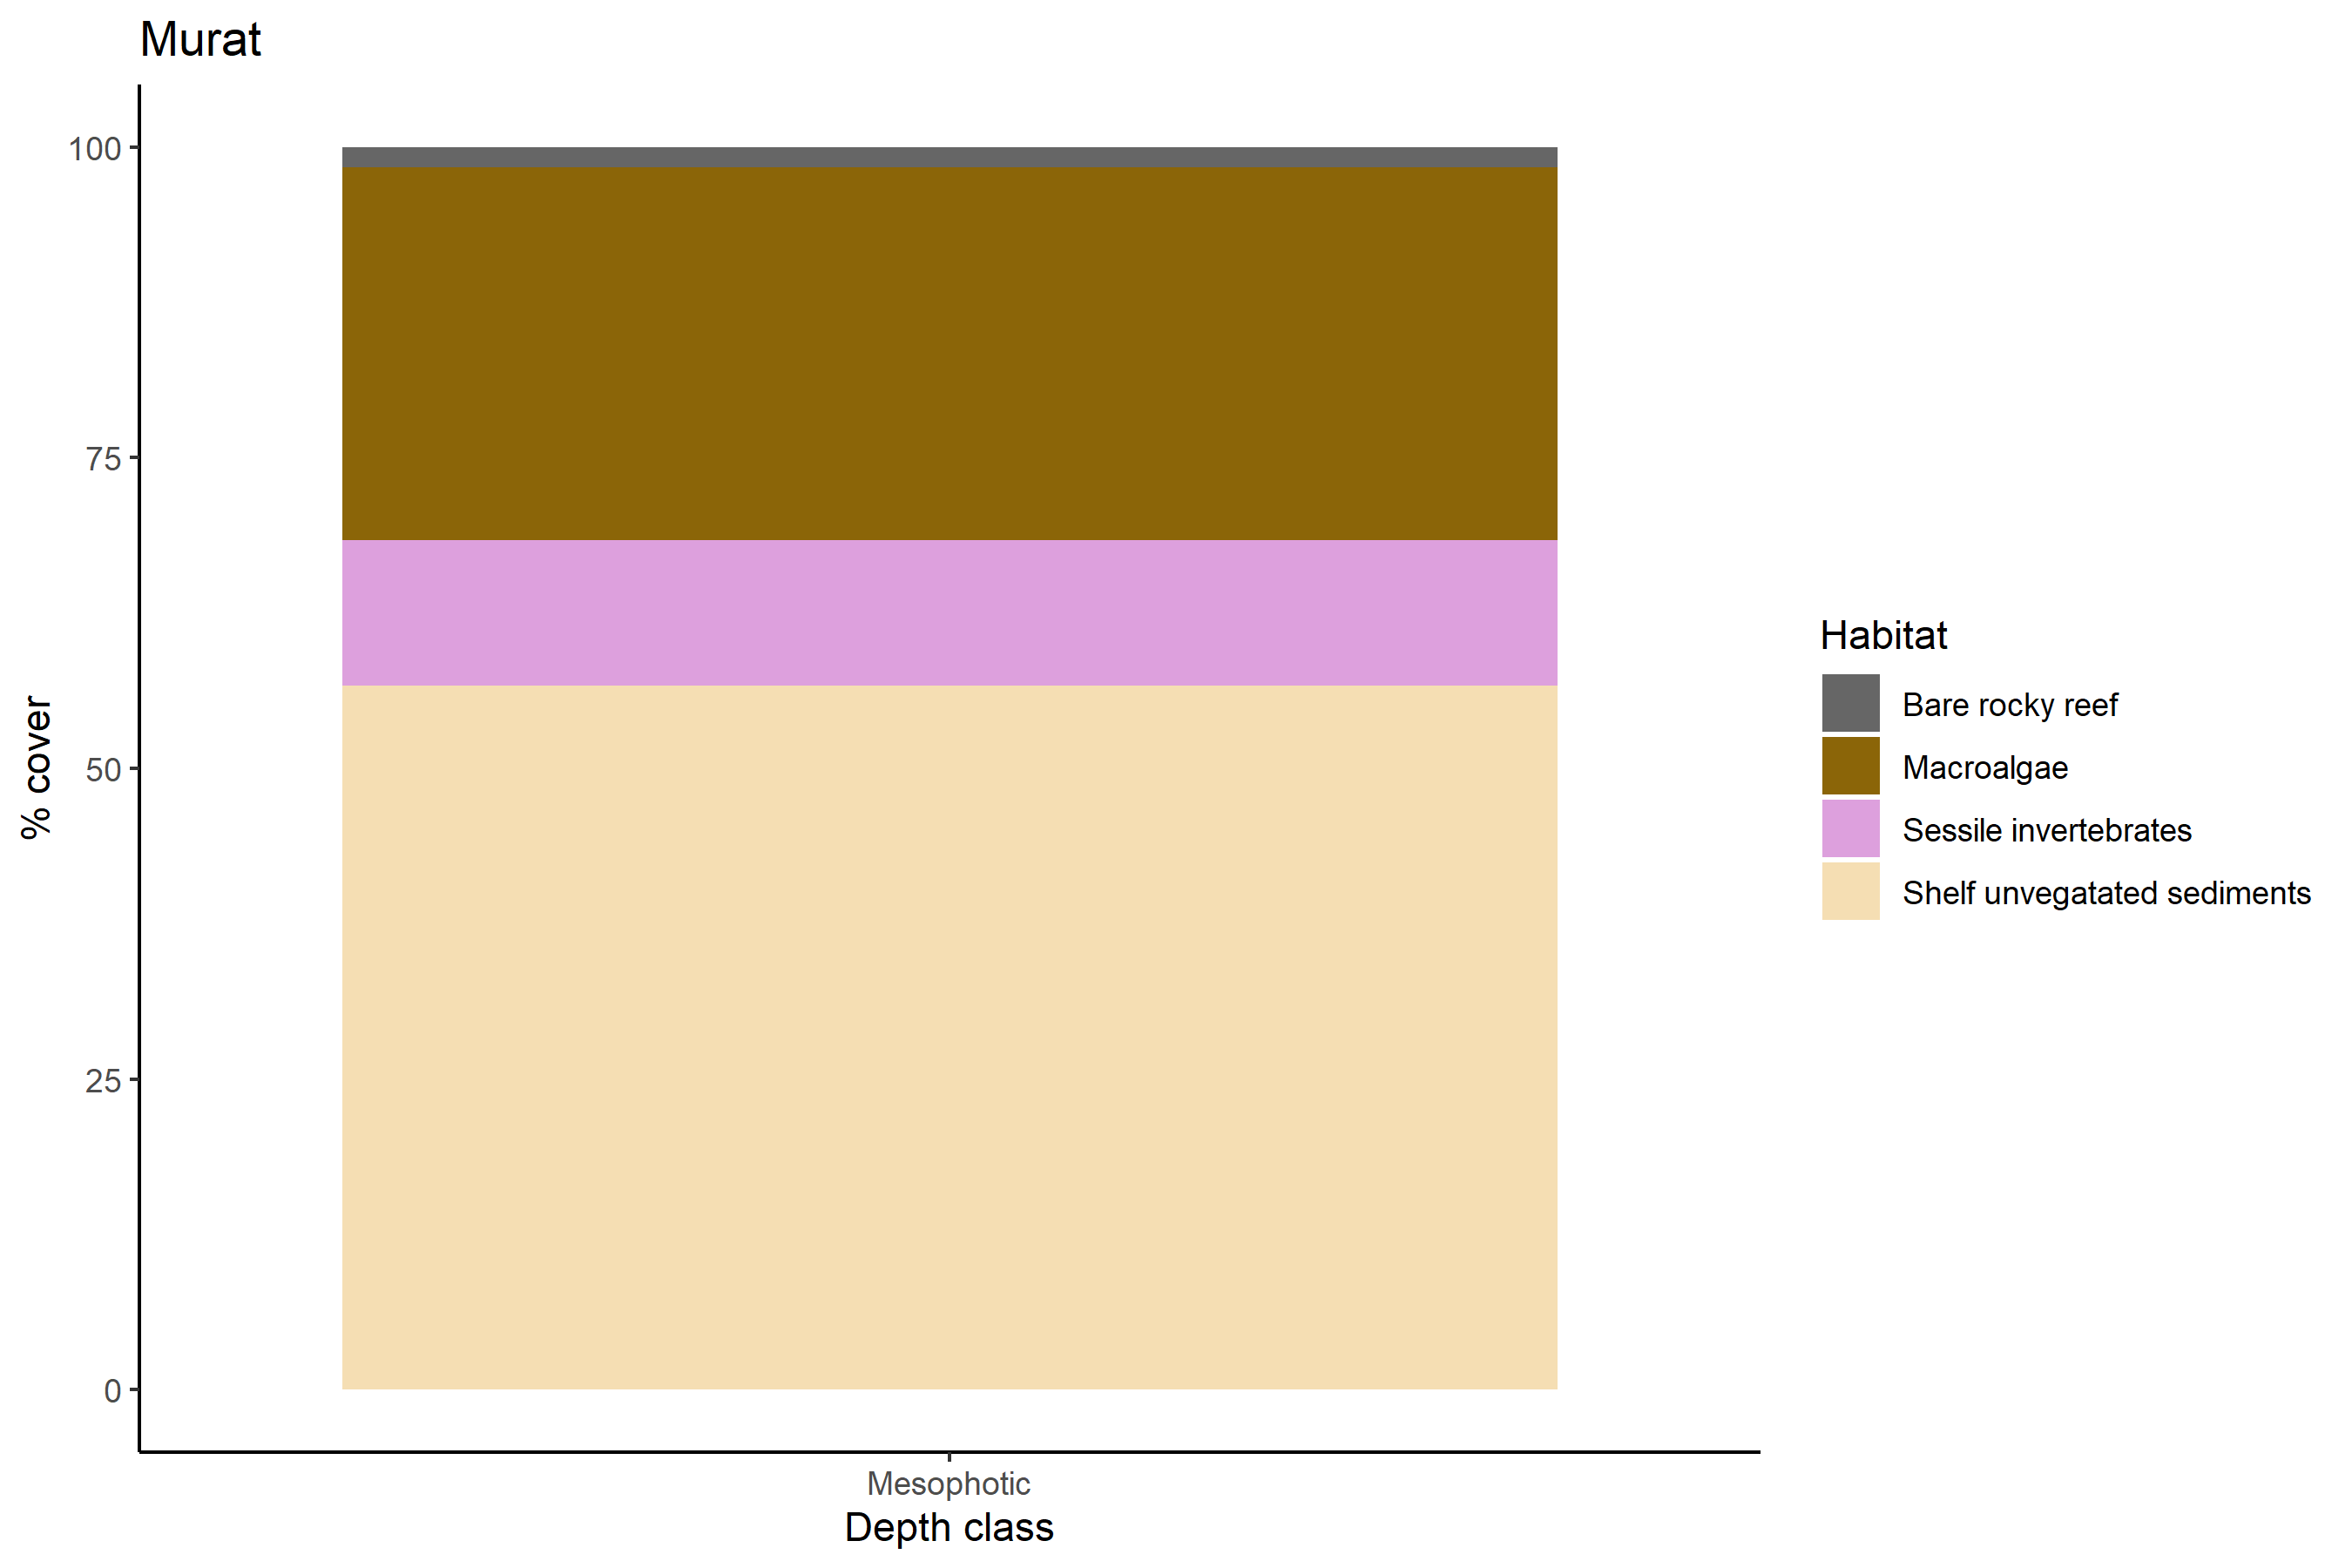 Murat
100
75
50
25
0
% cover
Mesophotic
Depth class
Habitat
Bare rocky reef
Macroalgae
Sessile invertebrates
Shelf unvegatated sediments